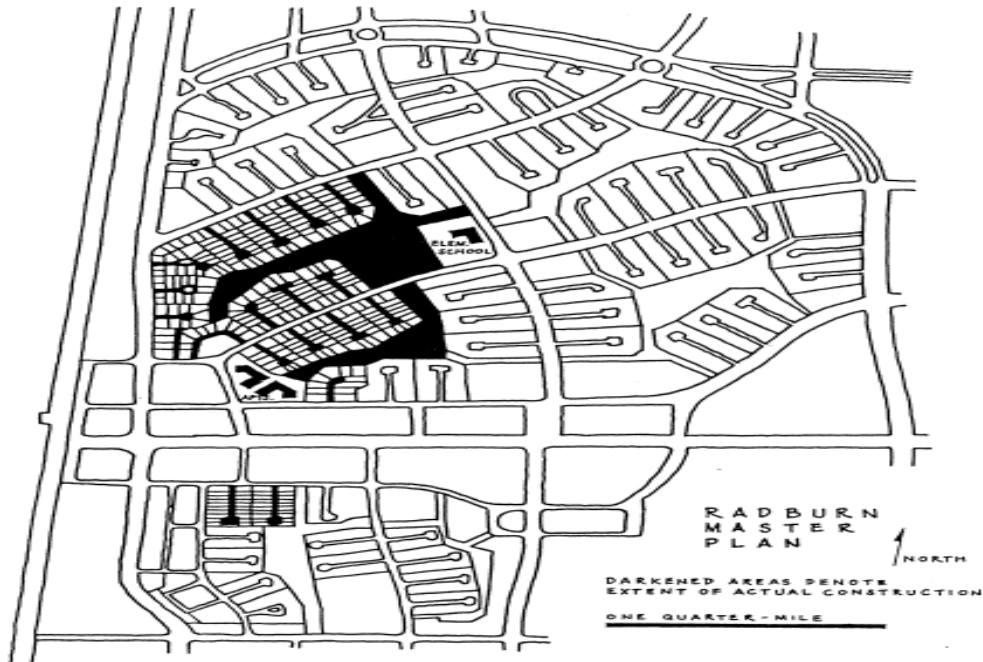 ELEM.
SCHOOL
APTS.
RADBURN
MASTER
PLAN
NORTH
DARKENED AREAS DENOTE
EXTENT OF ACTUAL CONSTRUCTION
ONE QUARTER-MILE